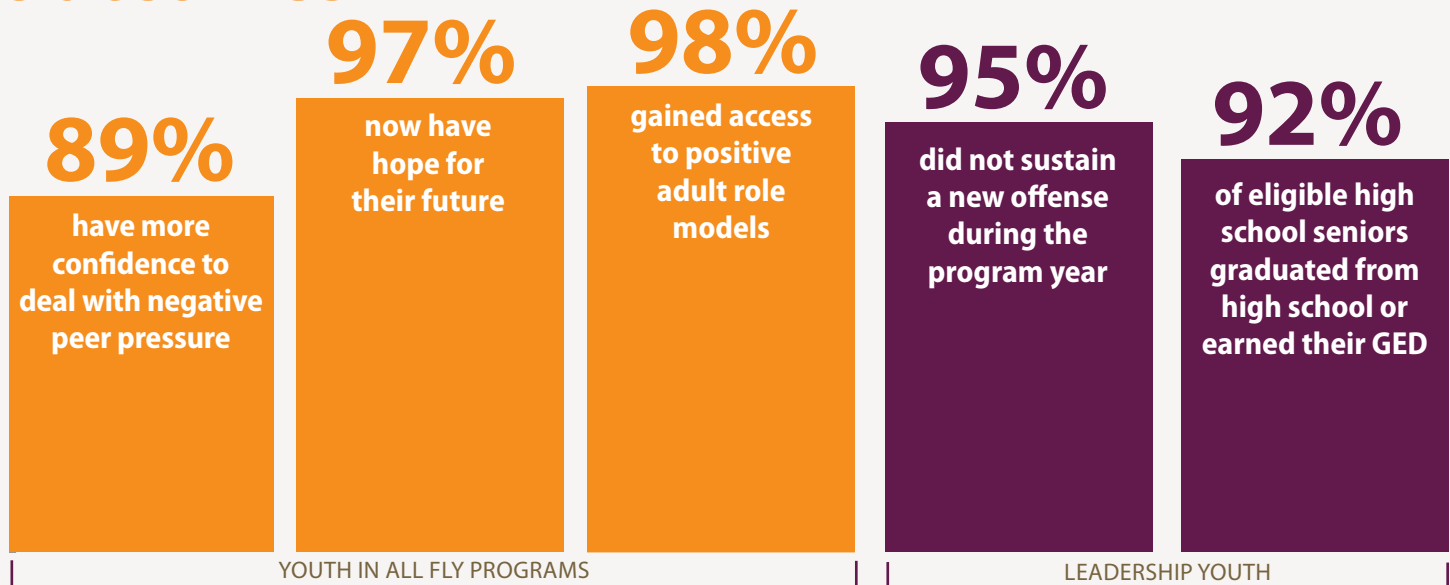 89%
have more
confidence to
deal with negative
peer pressure
97%
now have
hope for
their future
98%
gained access
to positive
adult role
models
95%
did not sustain
a new offense
during the
program year
92%
of eligible high
school seniors
graduated from
high school or
earned their GED
YOUTH IN ALL FLY PROGRAMS
LEADERSHIP YOUTH